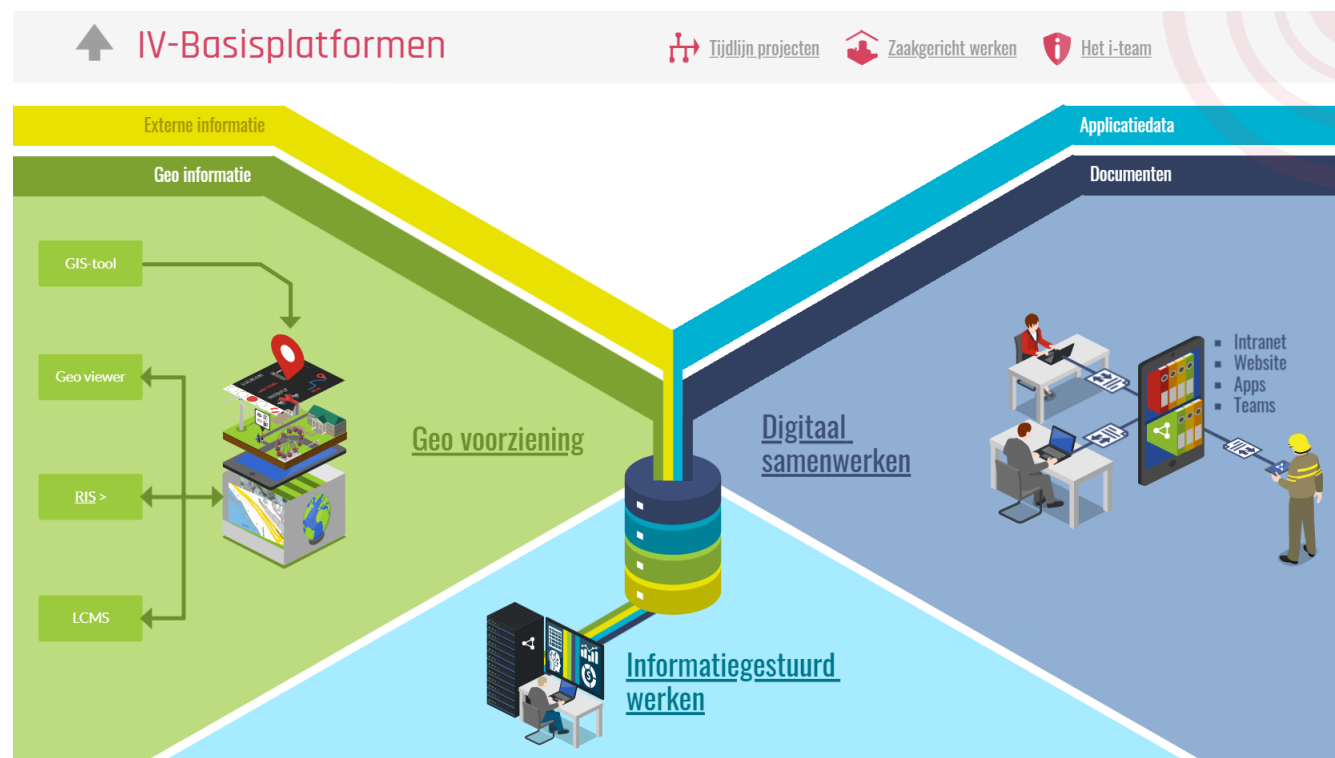 IV-Basisplatformen
Tijdlijn projecten
Zaakgericht werken
Het i-team
Externe informatie
Applicatiedata
Geo informatie
Documenten
GIS-tool
Geo viewer
RIS >
LCMS
Geo voorziening
Digitaal
samenwerken
Intranet
Website
Apps
Teams
Informatiegestuurd
werken